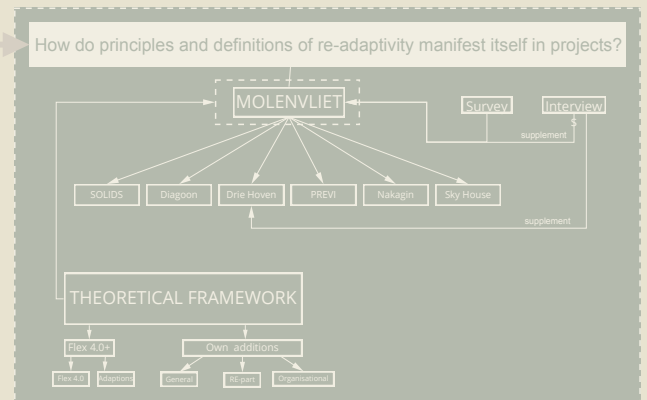 How do principles and definitions of re-adaptivity manifest itself in projects?
MOLENVLIET
Survey
Interview
s
supplement
SOLIDS
Diagoon
Drie Hoven
PREVI
Nakagin
Sky House
supplement
THEORETICAL FRAMEWORK
Flex 4.0+
Own additions
Flex 4.0
Adaptions
General
RE-part
Organisational